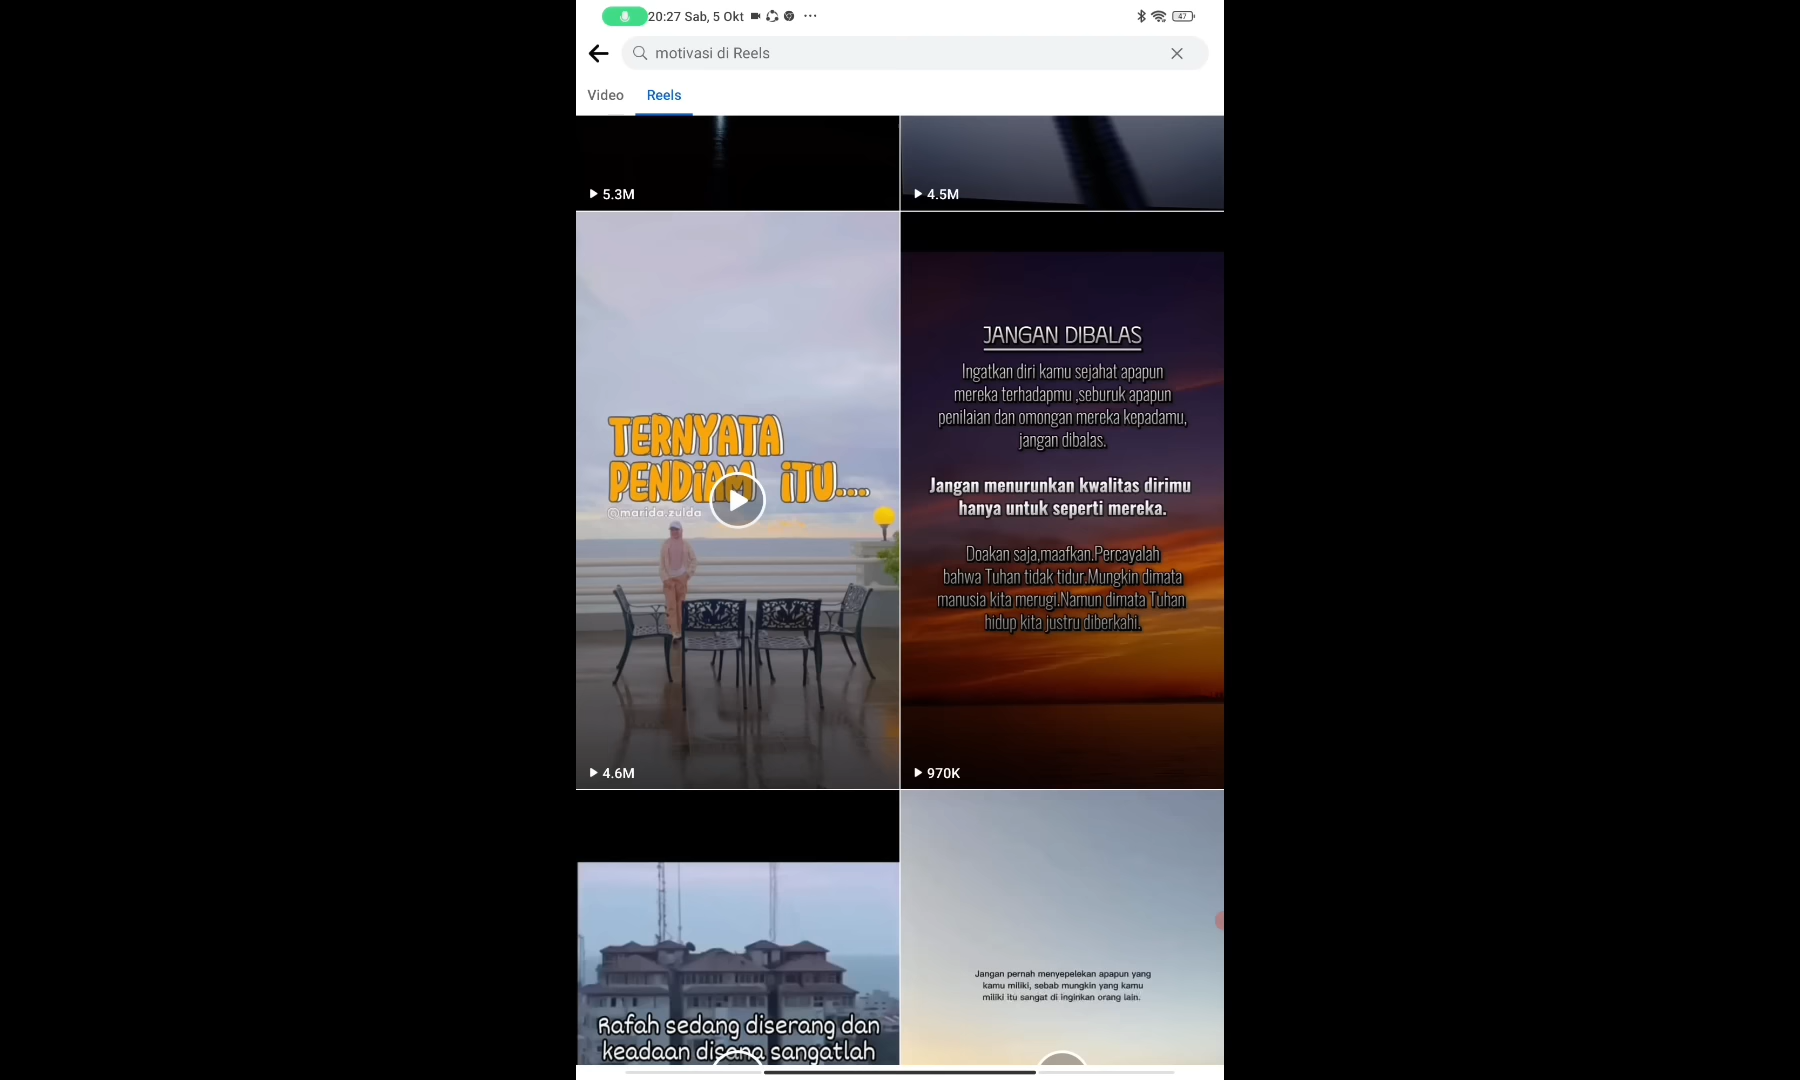 20:27 Sab, 5 Okt
47
motivasi di Reels
Video
Reels
5.3M
4.5M
TERNYATA
PENDIAM ITU....
@marida.zulda
4.6M
JANGAN DIBALAS
Ingatkan diri kamu sejahat apapun
mereka terhadapmu ,seburuk apapun
penilaian dan omongan mereka kepadamu,
jangan dibalas.
Jangan menurunkan kwalitas dirimu
hanya untuk seperti mereka.
Doakan saja,maafkan.Percayalah
bahwa Tuhan tidak tidur.Mungkin dimata
manusia kita merugi.Namun dimata Tuhan
hidup kita justru diberkahi.
970K
Rafah sedang diserang dan
keadaan disana sangatlah
Jangan pernah menyepelekan apapun yang
kamu miliki, sebab mungkin yang kamu
miliki itu sangat di inginkan orang lain.